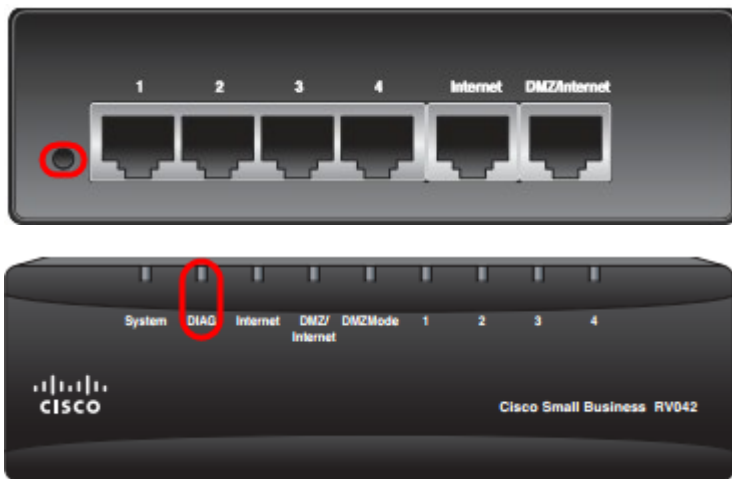 1 2 3 4 Internet DMZ/Internet
System DIAG Internet DMZ/ DMZMode 1 2 3 4
Internet
CISCO
Cisco Small Business RV042